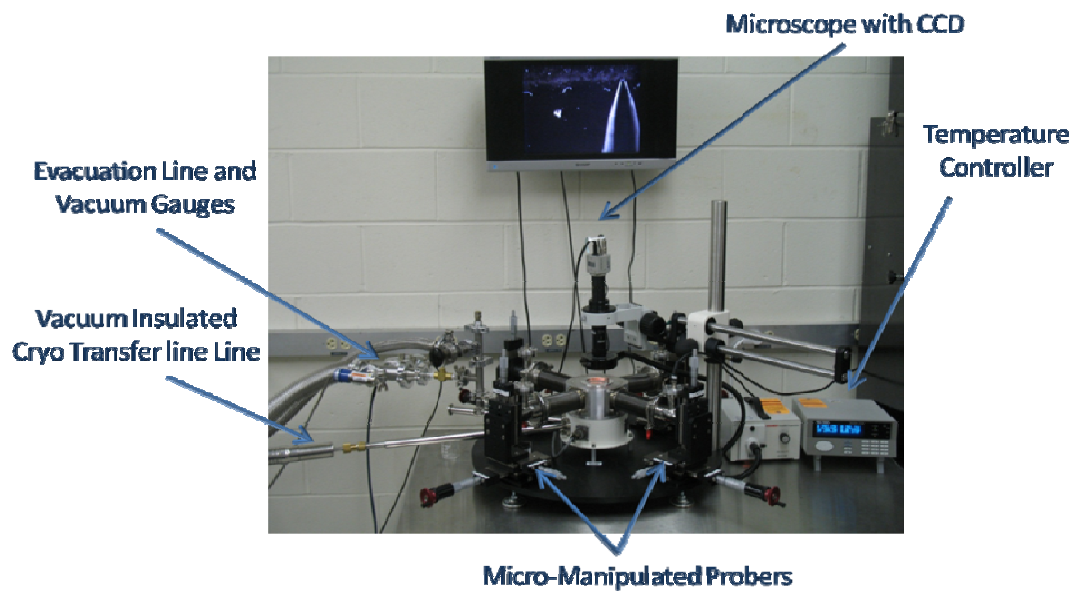 Microscope with CCD
Temperature
Controller
Evacuation Line and
Vacuum Gauges
Vacuum Insulated
Cryo Transfer line Line
Micro-Manipulated Probers